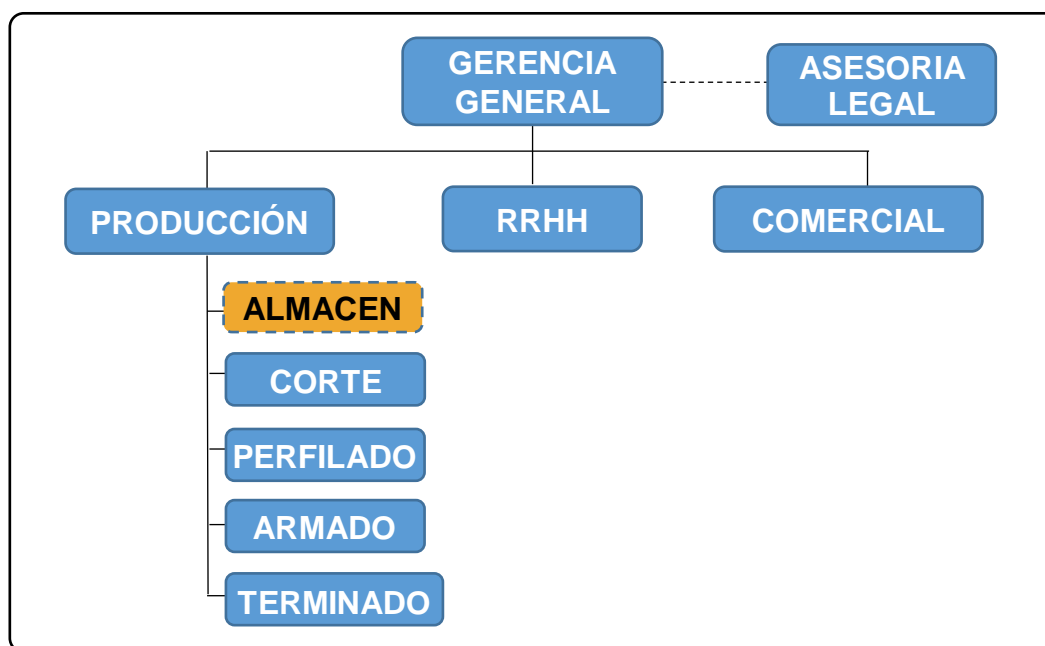 GERENCIA
GENERAL
ASESORIA
LEGAL
PRODUCCIÓN
RRHH
COMERCIAL
ALMACEN
CORTE
PERFILADO
ARMADO
TERMINADO